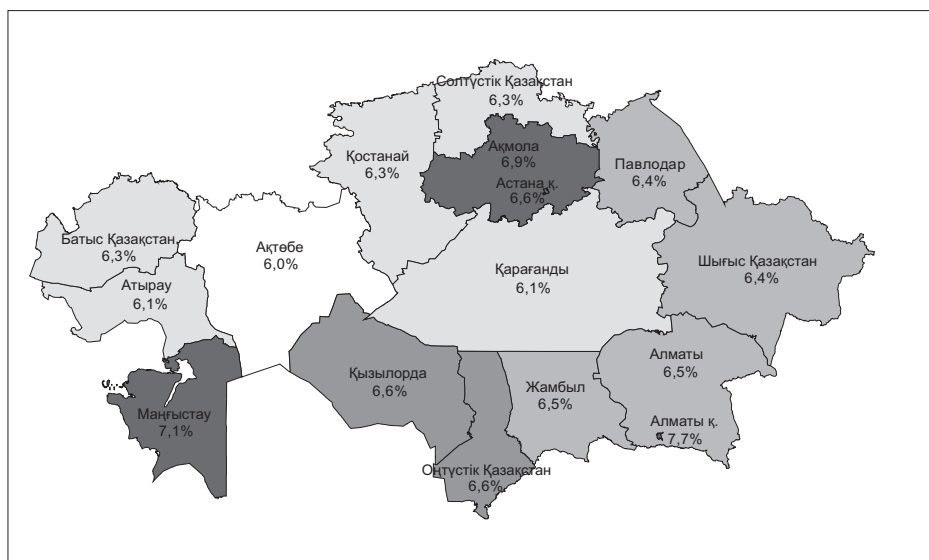 Солтүстік Қазақстан
6,3%
Ақмола
6,9%
Қостанай
6,3%
Павлодар
6,4%
Астана қ.
6,6%
Батыс Қазақстан
6,3%
Ақтөбе
6,0%
Қарағанды
6,1%
Шығыс Қазақстан
6,4%
Атырау
6,1%
Алматы
6,5%
Қызылорда
6,6%
Жамбыл
6,5%
Маңғыстау
7,1%
Алматы қ.
7,7%
Оңтүстік Қазақстан
6,6%